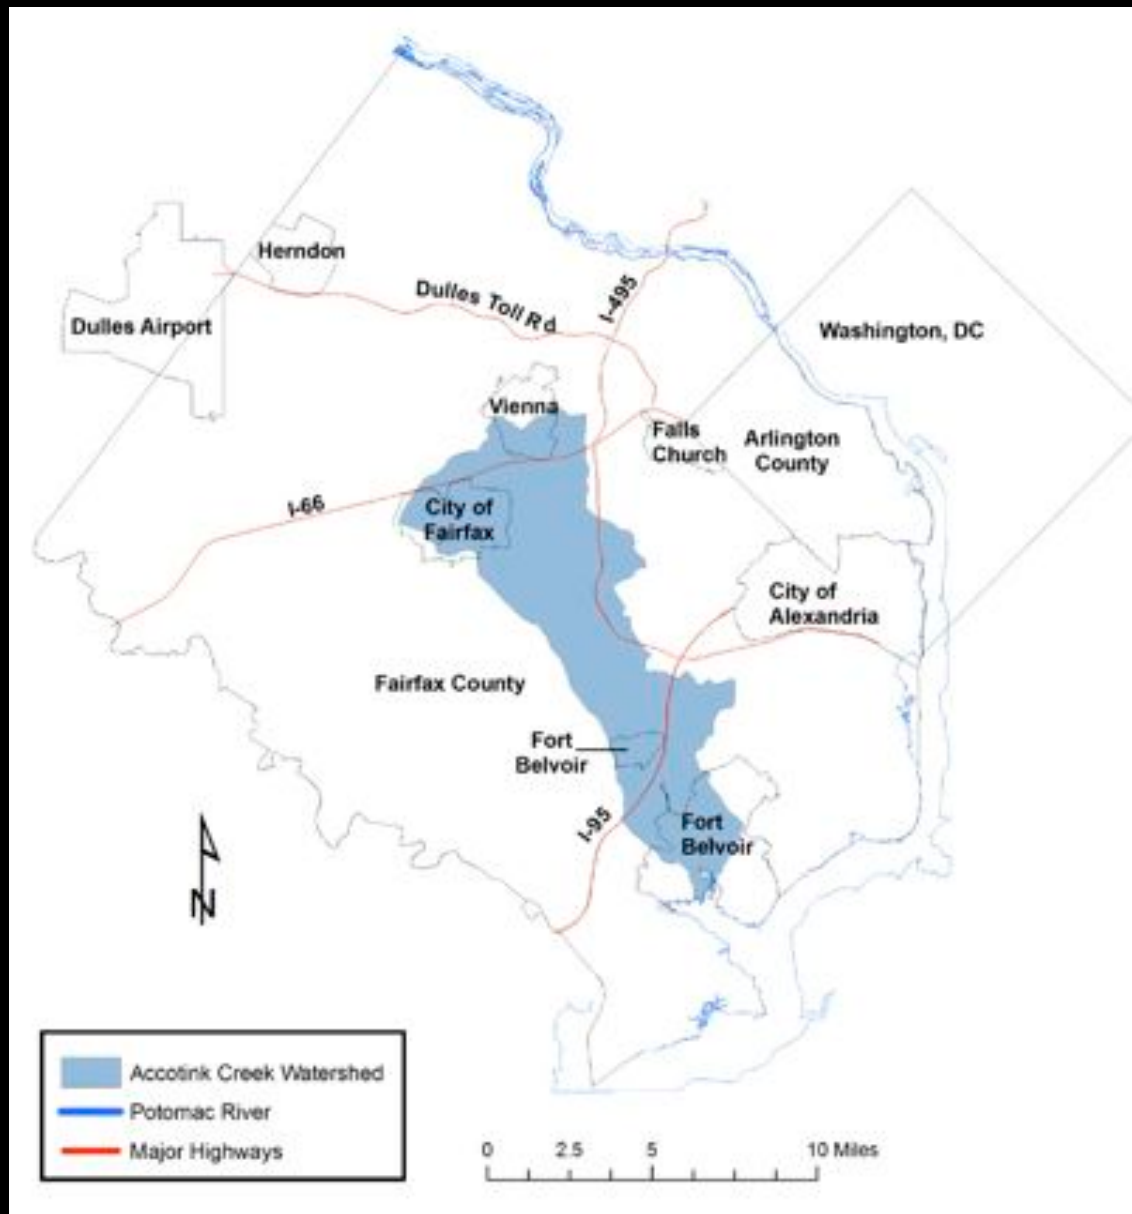 Herndon
Dulles Toll Rd
I-495
Dulles Airport
Washington, DC
Vienna
Falls
Church
Arlington
County
I-66
City of
Fairfax
City of
Alexandria
Fairfax County
Fort
Belvoir
I-95
Fort
Belvoir
N
Accotink Creek Watershed
Potomac River
Major Highways
0 2.5 5 10 Miles